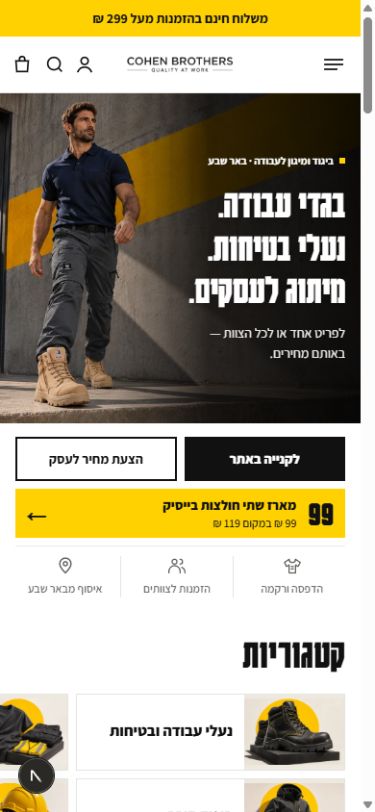 משלוח חינם בהזמנות מעל 299 ₪
COHEN BROTHERS
QUALITY AT WORK
ביגוד ומיגון לעבודה · באר שבע
בגדי עבודה.
נעלי בטיחות.
מיתוג לעסקים.
לפריט אחד או לכל הצוות —
באותם מחירים.
לקנייה באתר
הצעת מחיר לעסק
99
מארז שתי חולצות בייסיק
99 ₪ במקום 119 ₪
הדפסה ורקמה
הזמנות לצוותים
איסוף מבאר שבע
קטגוריות
נעלי עבודה ובטיחות